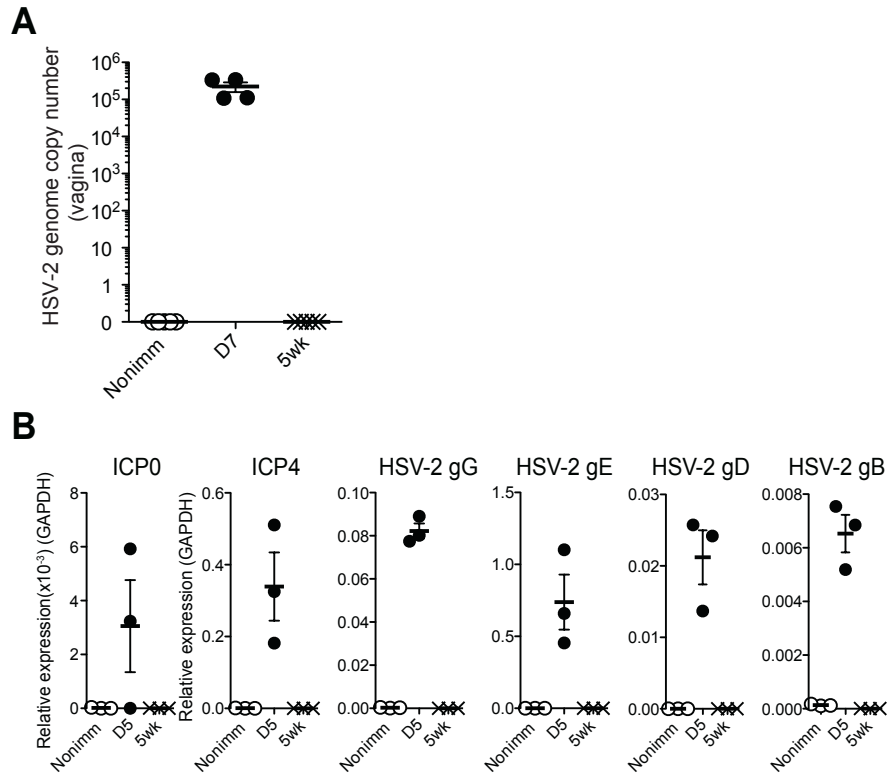 A
HSV-2 genome copy number
(vagina)
10⁶
10⁵
10⁴
10³
10²
10
1
0
Nonimm
D7
5wk
B
ICP0
ICP4
HSV-2 gG
HSV-2 gE
HSV-2 gD
HSV-2 gB
Relative expression(x10⁻³) (GAPDH)
8
6
4
2
0
Nonimm
D5
5wk
Relative expression (GAPDH)
0.6
0.4
0.2
0.0
Nonimm
D5
5wk
0.10
0.08
0.06
0.04
0.02
0.00
Nonimm
D5
5wk
1.5
1.0
0.5
0.0
Nonimm
D5
5wk
0.03
0.02
0.01
0.00
Nonimm
D5
5wk
0.008
0.006
0.004
0.002
0.000
Nonimm
D5
5wk